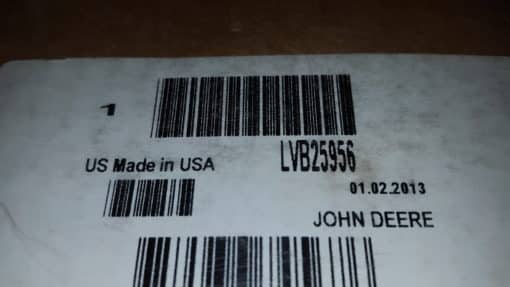 1
LVB25956
US Made in USA
01.02.2013
JOHN DEERE